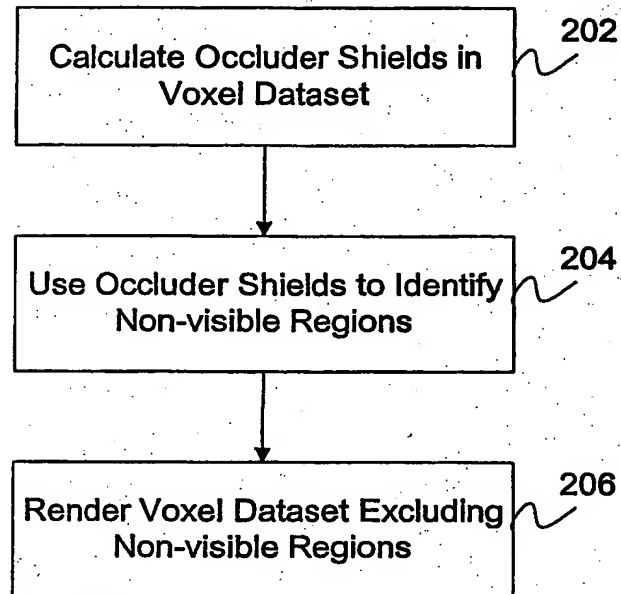 202
Calculate Occluder Shields in
Voxel Dataset
204
Use Occluder Shields to Identify
Non-visible Regions
206
Render Voxel Dataset Excluding
Non-visible Regions